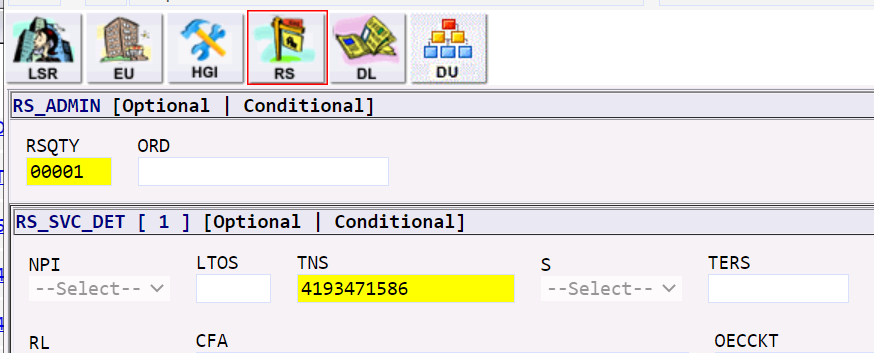 LSR EU HGI RS DL DU
RS_ADMIN [Optional | Conditional]
RSQTY ORD
00001
RS_SVC_DET [ 1 ] [Optional | Conditional]
NPI LTOS TNS S TERS
--Select-- 4193471586 --Select--
RL CFA OECCKT